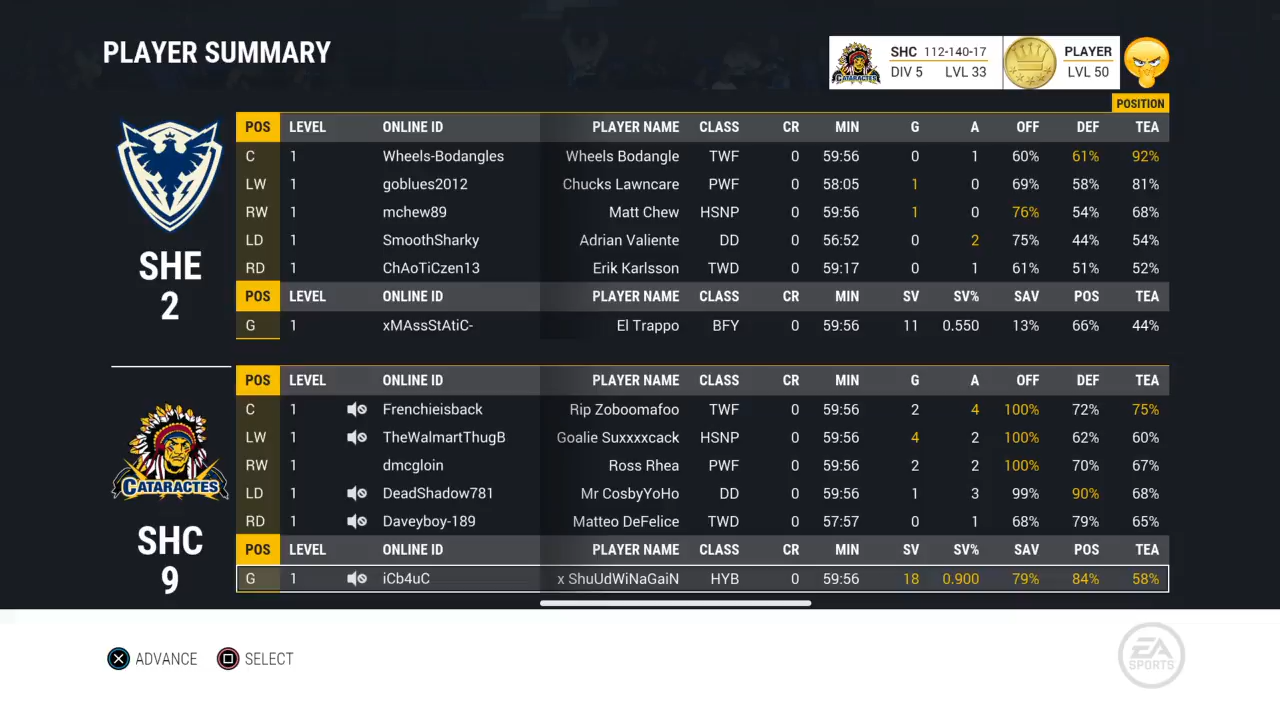 PLAYER SUMMARY
SHC 112-140-17
DIV 5 LVL 33
PLAYER
LVL 50
CATARACTES
POSITION
POS LEVEL ONLINE ID PLAYER NAME CLASS CR MIN G A OFF DEF TEA
C 1 Wheels-Bodangles Wheels Bodangle TWF 0 59:56 0 1 60% 61% 92%
LW 1 goblues2012 Chucks Lawncare PWF 0 58:05 1 0 69% 58% 81%
RW 1 mchew89 Matt Chew HSNP 0 59:56 1 0 76% 54% 68%
LD 1 SmoothSharky Adrian Valiente DD 0 56:52 0 2 75% 44% 54%
RD 1 ChAoTiCzen13 Erik Karlsson TWD 0 59:17 0 1 61% 51% 52%
SHE
2
POS LEVEL ONLINE ID PLAYER NAME CLASS CR MIN SV SV% SAV POS TEA
G 1 xMAssStAtiC- El Trappo BFY 0 59:56 11 0.550 13% 66% 44%
POS LEVEL ONLINE ID PLAYER NAME CLASS CR MIN G A OFF DEF TEA
C 1 Frenchieisback Rip Zoboomafoo TWF 0 59:56 2 4 100% 72% 75%
LW 1 TheWalmartThugB Goalie Suxxxxcack HSNP 0 59:56 4 2 100% 62% 60%
RW 1 dmcgloin Ross Rhea PWF 0 59:56 2 2 100% 70% 67%
LD 1 DeadShadow781 Mr CosbyYoHo DD 0 59:56 1 3 99% 90% 68%
RD 1 Daveyboy-189 Matteo DeFelice TWD 0 57:57 0 1 68% 79% 65%
CATARACTES
SHC
9
POS LEVEL ONLINE ID PLAYER NAME CLASS CR MIN SV SV% SAV POS TEA
G 1 iCb4uC x ShuUdWiNaGaiN HYB 0 59:56 18 0.900 79% 84% 58%
ADVANCE SELECT
EA
SPORTS